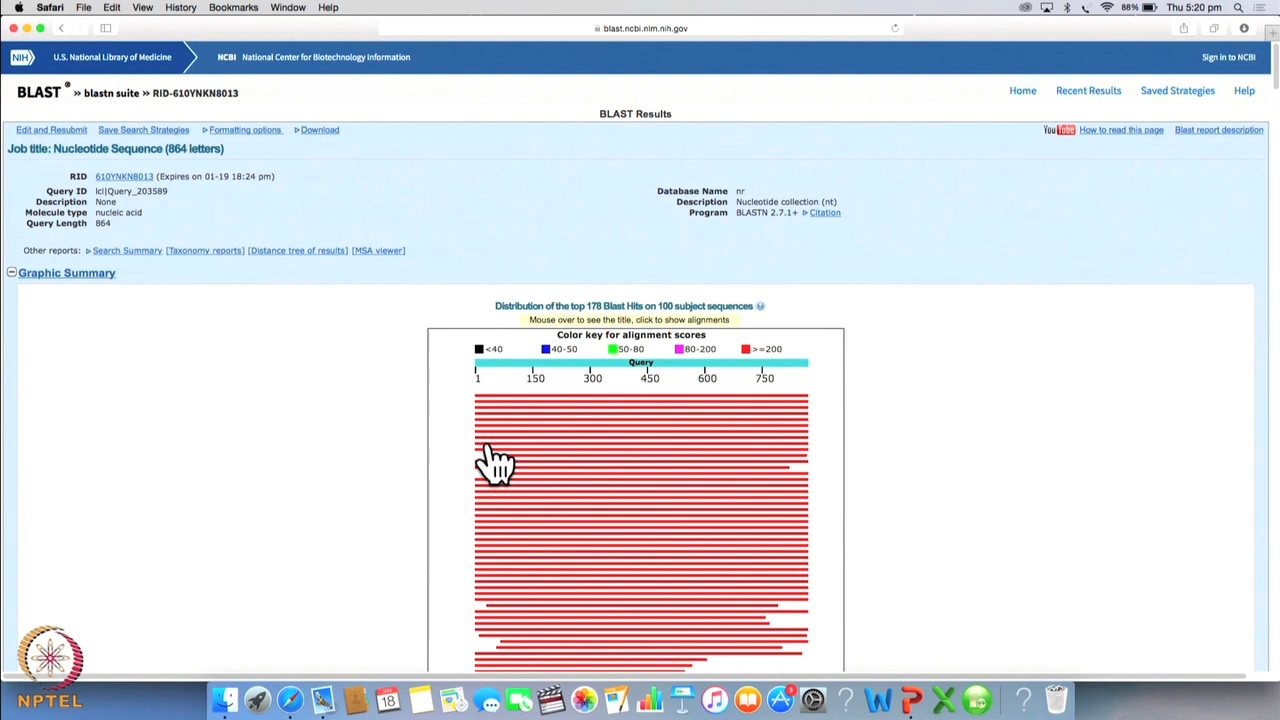 Safari File Edit View History Bookmarks Window Help 88% Thu 5:20 pm
blast.ncbi.nlm.nih.gov
NIH U.S. National Library of Medicine NCBI National Center for Biotechnology Information Sign in to NCBI
BLAST ® » blastn suite » RID-610YNKN8013 Home Recent Results Saved Strategies Help
BLAST Results
Edit and Resubmit Save Search Strategies Formatting options Download You Tube How to read this page Blast report description
Job title: Nucleotide Sequence (864 letters)
RID 610YNKN8013 (Expires on 01-19 18:24 pm)
Query ID lcl|Query_203589 Database Name nr
Description None Description Nucleotide collection (nt)
Molecule type nucleic acid Program BLASTN 2.7.1+ Citation
Query Length 864
Other reports: Search Summary [Taxonomy reports] [Distance tree of results] [MSA viewer]
Graphic Summary
Distribution of the top 178 Blast Hits on 100 subject sequences ?
Mouse over to see the title, click to show alignments
Color key for alignment scores
<40 40-50 50-80 80-200 >=200
Query
1 150 300 450 600 750
NPTEL
JAN 18 3